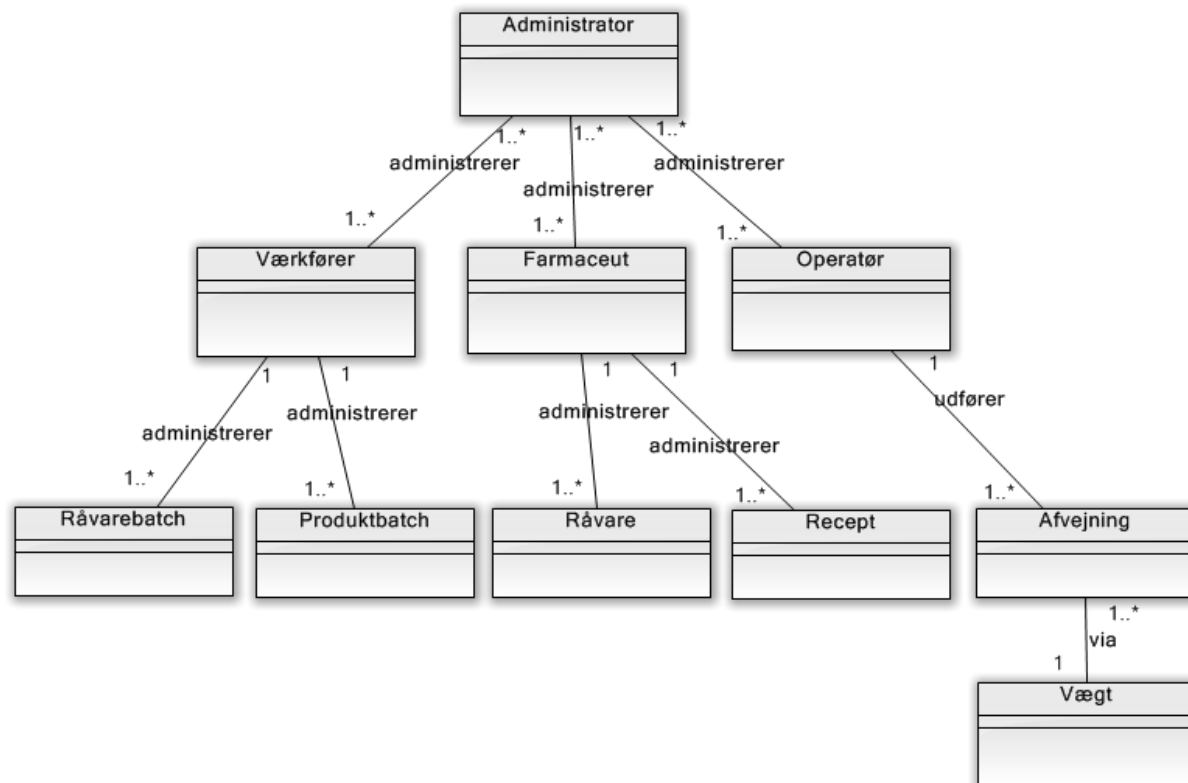 Administrator
1..*
1..*
1..*
administrerer
administrerer
administrerer
1..*
1..*
1..*
Værkfører
Farmaceut
Operatør
1
1
1
1
1
administrerer
administrerer
administrerer
administrerer
udfører
1..*
1..*
1..*
1..*
1..*
Råvarebatch
Produktbatch
Råvare
Recept
Afvejning
1..*
via
1
Vægt